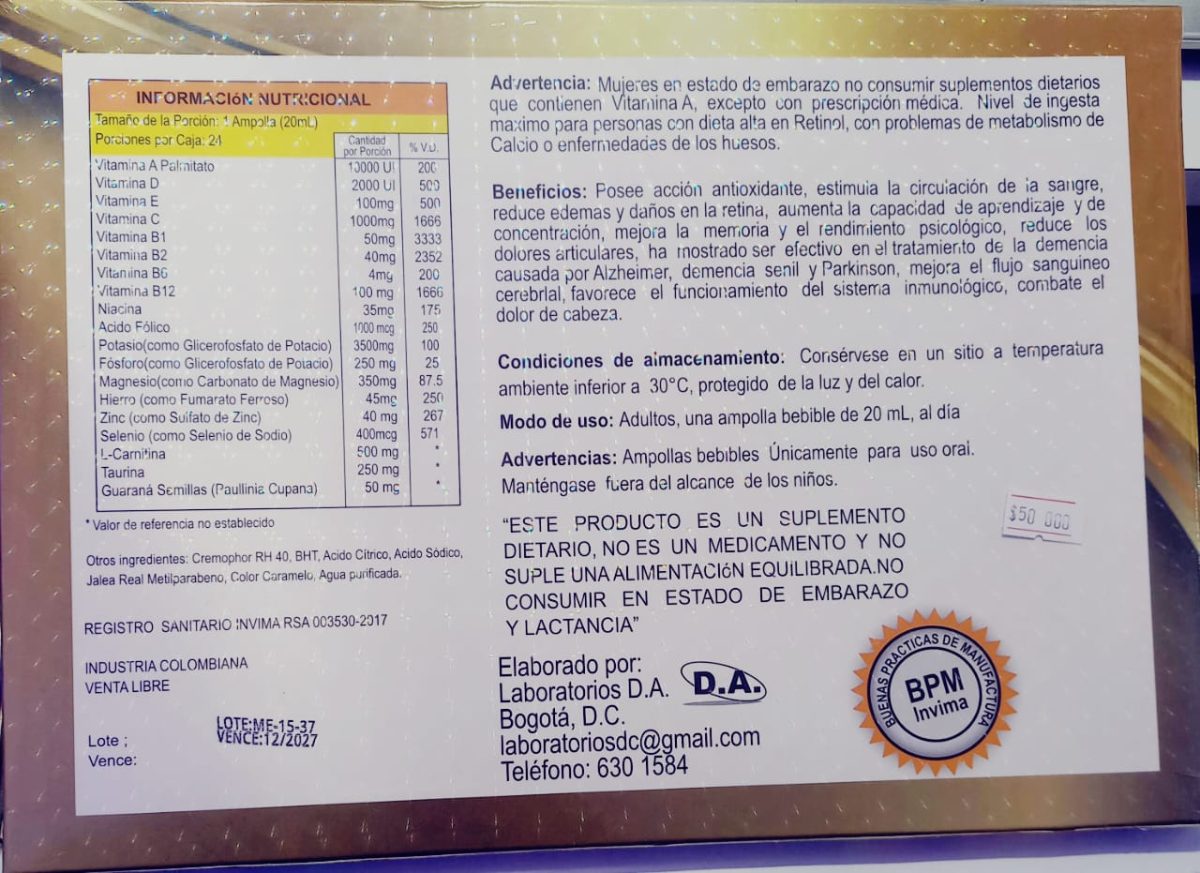 INFORMACIóN NUTRICIONAL
Tamaño de la Porción: 1 Ampolla (20mL)
Porciones por Caja: 24
Cantidad por Porción
% V.D.
Vitamina A Palmitato 10000 UI 200
Vitamina D 2000 UI 500
Vitamina E 100mg 500
Vitamina C 1000mg 1666
Vitamina B1 50mg 3333
Vitamina B2 40mg 2352
Vitamina B6 4mg 200
Vitamina B12 100 mg 1666
Niacina 35mg 175
Acido Fólico 1000 mcg 250
Potasio(como Glicerofosfato de Potacio) 3500mg 100
Fósforo(como Glicerofosfato de Potacio) 250 mg 25
Magnesio(como Carbonato de Magnesio) 350mg 87.5
Hierro (como Fumarato Ferroso) 45mg 250
Zinc (como Sulfato de Zinc) 40 mg 267
Selenio (como Selenio de Sodio) 400mcg 571
L-Carnitina 500 mg *
Taurina 250 mg *
Guaraná Semillas (Paullinia Cupana) 50 mg *
* Valor de referencia no establecido
Otros ingredientes: Cremophor RH 40, BHT, Acido Cítrico, Acido Sódico,
Jalea Real Metilparabeno, Color Caramelo, Agua purificada.
REGISTRO SANITARIO INVIMA RSA 003530-2017
INDUSTRIA COLOMBIANA
VENTA LIBRE
Lote ;
Vence:
LOTE:ME-15-37
VENCE:12/2027
Advertencia: Mujeres en estado de embarazo no consumir suplementos dietarios
que contienen Vitamina A, excepto con prescripción médica. Nivel de ingesta
maximo para personas con dieta alta en Retinol, con problemas de metabolismo de
Calcio o enfermedades de los huesos.
Beneficios: Posee acción antioxidante, estimula la circulación de la sangre,
reduce edemas y daños en la retina, aumenta la capacidad de aprendizaje y de
concentración, mejora la memoria y el rendimiento psicológico, reduce los
dolores articulares, ha mostrado ser efectivo en el tratamiento de la demencia
causada por Alzheimer, demencia senil y Parkinson, mejora el flujo sanguineo
cerebrlal, favorece el funcionamiento del sistema inmunológico, combate el
dolor de cabeza.
Condiciones de almacenamiento: Consérvese en un sitio a temperatura
ambiente inferior a 30°C, protegido de la luz y del calor.
Modo de uso: Adultos, una ampolla bebible de 20 mL, al día
Advertencias: Ampollas bebibles Únicamente para uso oral.
Manténgase fuera del alcance de los niños.
"ESTE PRODUCTO ES UN SUPLEMENTO
DIETARIO, NO ES UN MEDICAMENTO Y NO
SUPLE UNA ALIMENTACIóN EQUILIBRADA.NO
CONSUMIR EN ESTADO DE EMBARAZO
Y LACTANCIA"
$50 000
Elaborado por:
Laboratorios D.A.
D.A.
Bogotá, D.C.
laboratoriosdc@gmail.com
Teléfono: 630 1584
BUENAS PRACTICAS DE MANUFACTURA
BPM
Invima